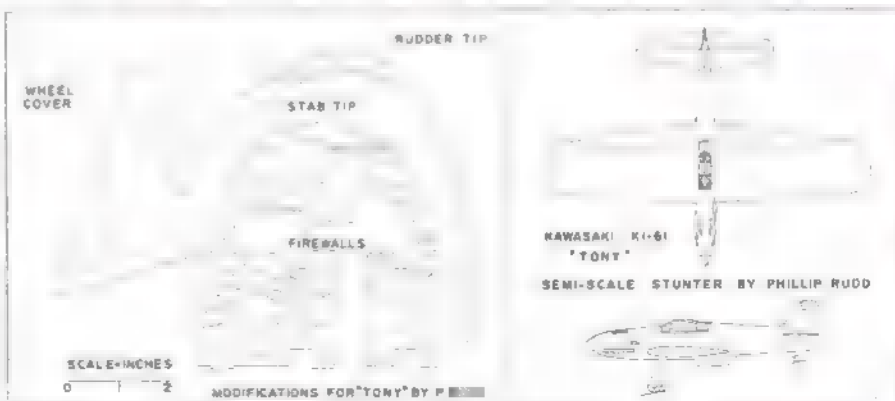 RUDDER TIP
WHEEL
COVER
STAB TIP
FIREWALLS
SCALE-INCHES
0 1 2
MODIFICATIONS FOR "TONY" BY P
KAWASAKI KI-61
"TONY"
SEMI-SCALE STUNTER BY PHILLIP RUDD